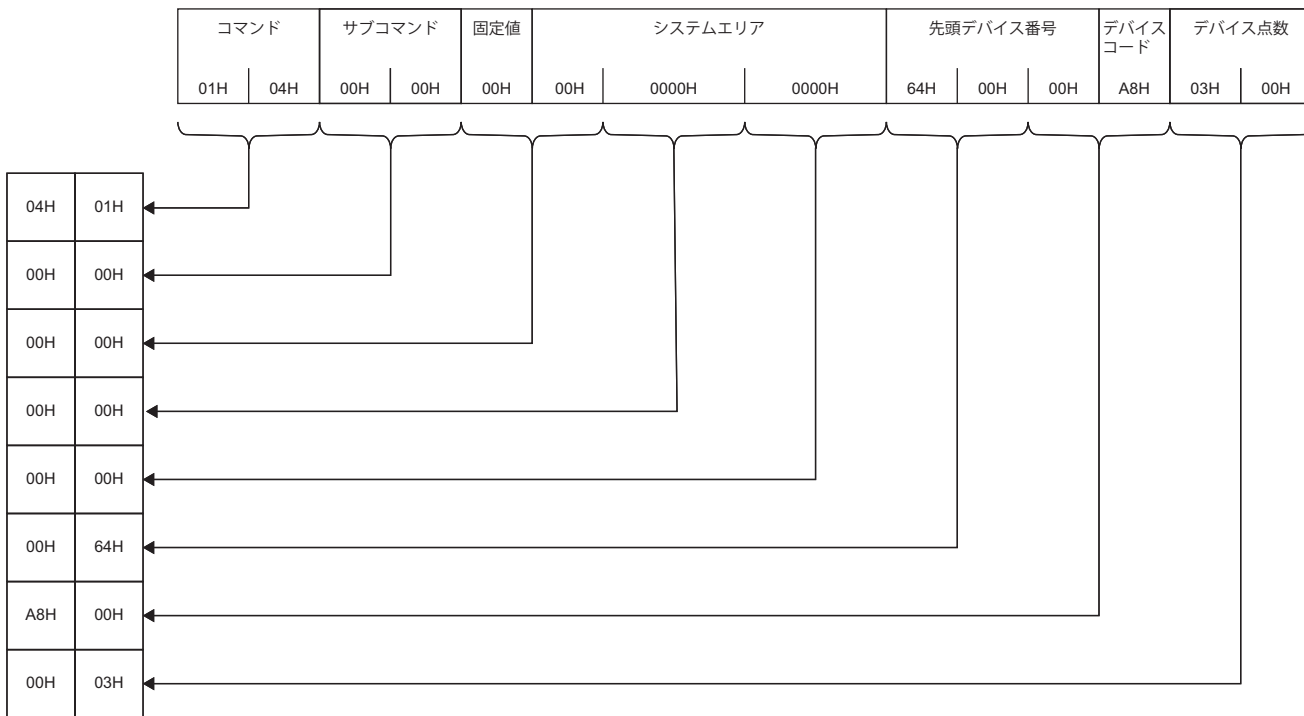 コマンド サブコマンド 固定値 システムエリア 先頭デバイス番号 デバイス デバイス点数
コード
01H 04H 00H 00H 00H 00H 0000H 0000H 64H 00H 00H A8H 03H 00H
04H 01H
00H 00H
00H 00H
00H 00H
00H 00H
00H 64H
A8H 00H
00H 03H